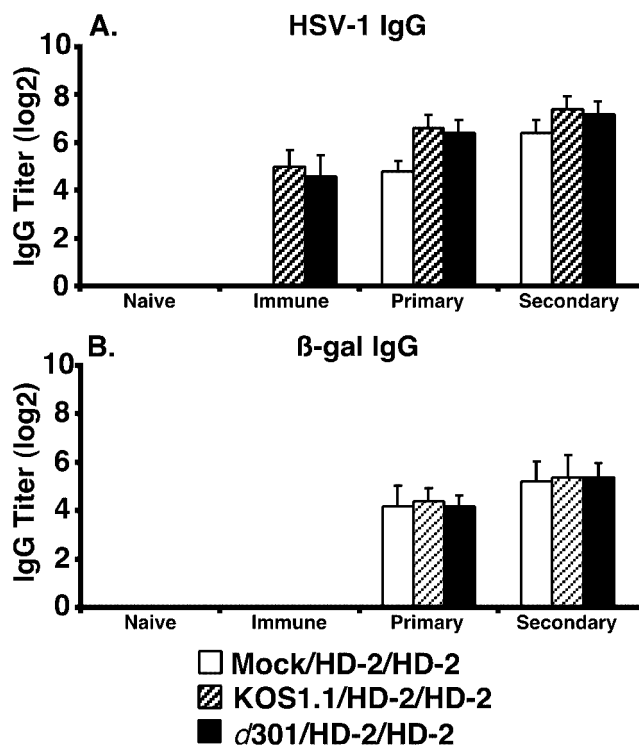 A. HSV-1 IgG
10
8
6
4
2
0
IgG Titer (log2)
Naive Immune Primary Secondary
B. ß-gal IgG
10
8
6
4
2
0
IgG Titer (log2)
Naive Immune Primary Secondary
Mock/HD-2/HD-2
KOS1.1/HD-2/HD-2
d301/HD-2/HD-2